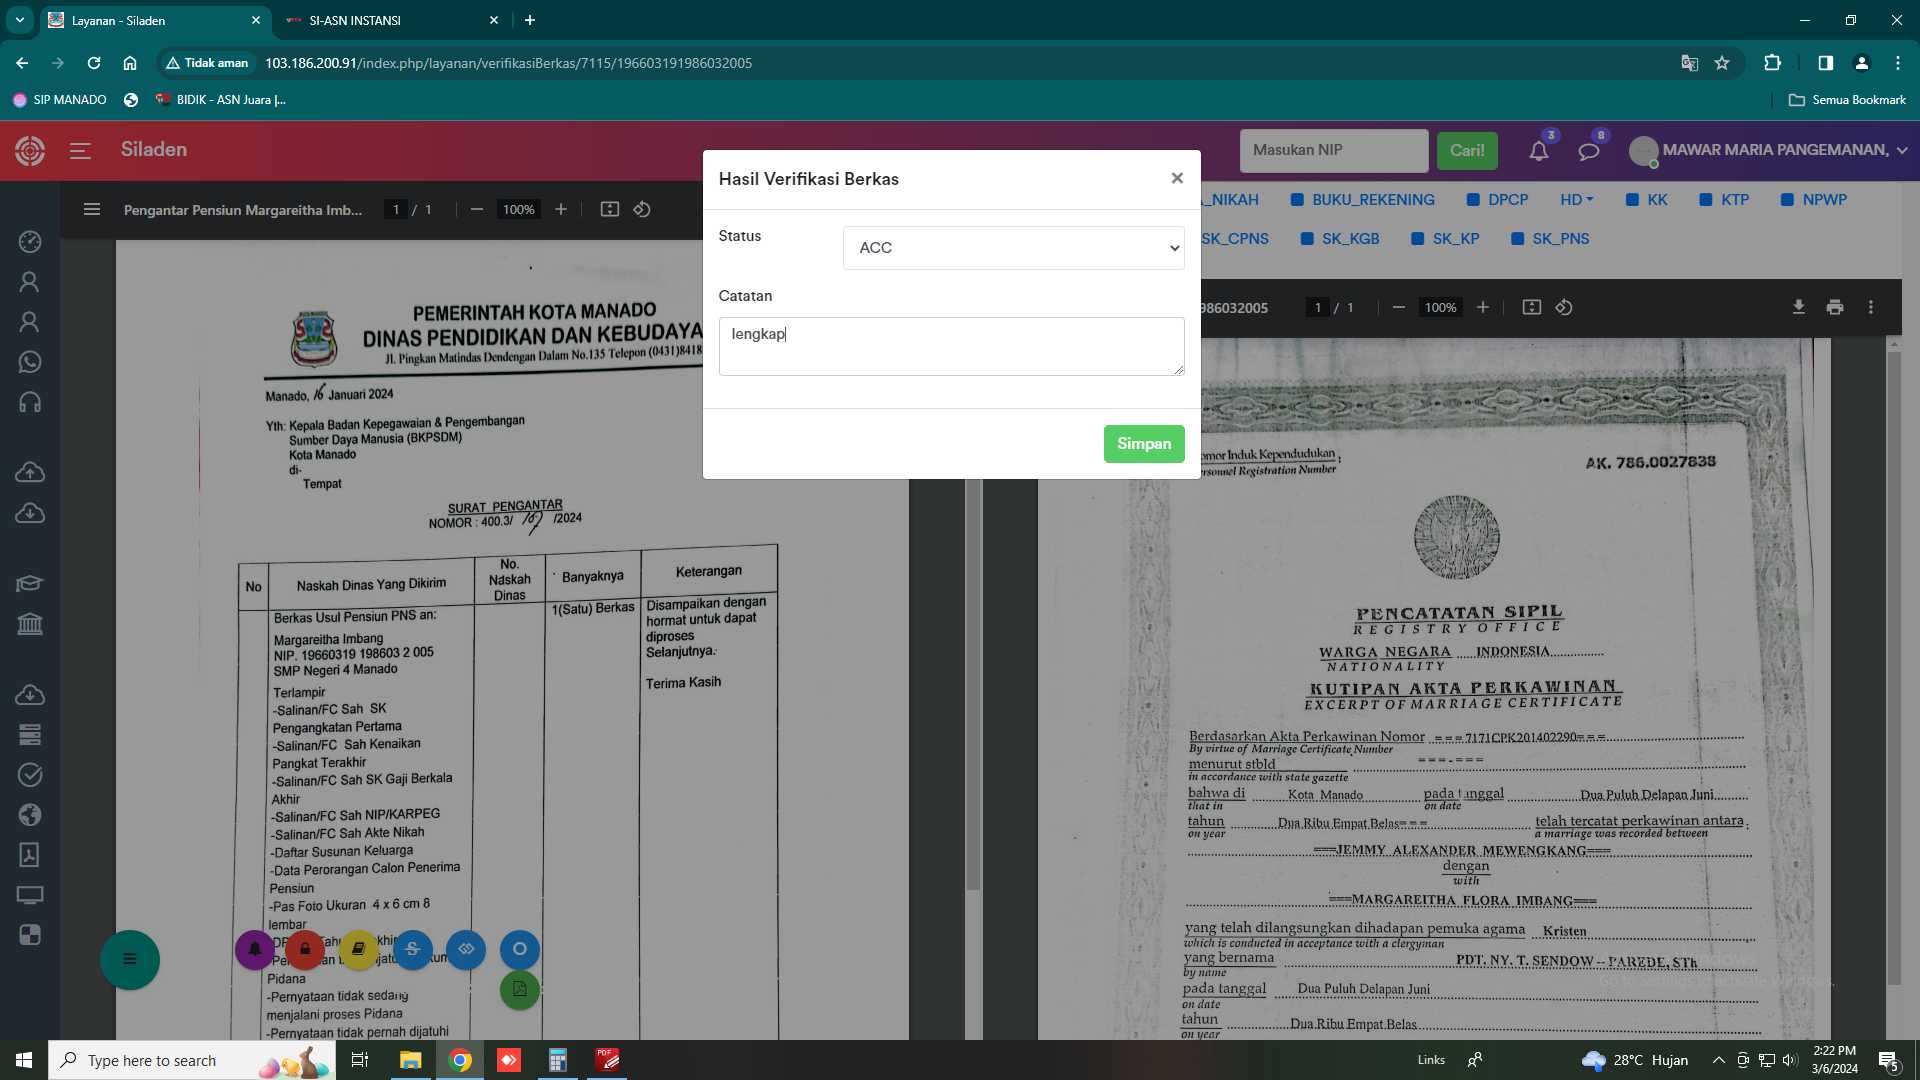 Layanan - Siladen
SI-ASN INSTANSI
Tidak aman
103.186.200.91/index.php/layanan/verifikasiBerkas/7115/196603191986032005
SIP MANADO
BIDIK - ASN Juara |...
Semua Bookmark
Siladen
Masukan NIP
Cari!
3
8
MAWAR MARIA PANGEMANAN,
Pengantar Pensiun Margareitha Imb...
1 / 1
100%
Hasil Verifikasi Berkas
×
Status
ACC
Catatan
lengkap
Simpan
_NIKAH
BUKU_REKENING
DPCP
HD
KK
KTP
NPWP
SK_CPNS
SK_KGB
SK_KP
SK_PNS
986032005
1 / 1
100%
PEMERINTAH KOTA MANADO
DINAS PENDIDIKAN DAN KEBUDAYA
Jl. Pingkan Matindas Dendengan Dalam No.135 Telepon (0431)8418
Manado, 16 Januari 2024
Yth: Kepala Badan Kepegawaian & Pengembangan
Sumber Daya Manusia (BKPSDM)
Kota Manado
di-
Tempat
SURAT PENGANTAR
NOMOR : 400.3/ /2024
No
Naskah Dinas Yang Dikirim
No.
Naskah
Dinas
Banyaknya
Keterangan
Berkas Usul Pensiun PNS an:
Margareitha Imbang
NIP. 19660319 198603 2 005
SMP Negeri 4 Manado
Terlampir
-Salinan/FC Sah SK
Pengangkatan Pertama
-Salinan/FC Sah Kenaikan
Pangkat Terakhir
-Salinan/FC Sah SK Gaji Berkala
Akhir
-Salinan/FC Sah NIP/KARPEG
-Salinan/FC Sah Akte Nikah
-Daftar Susunan Keluarga
-Data Perorangan Calon Penerima
Pensiun
-Pas Foto Ukuran 4 x 6 cm 8
lembar
Pidana
-Pernyataan tidak sedang
menjalani proses Pidana
-Pernyataan tidak pernah dijatuhi
1(Satu) Berkas
Disampaikan dengan
hormat untuk dapat
diproses
Selanjutnya.
Terima Kasih
omor Induk Kependudukan :
ersonnel Registration Number
AK. 786.0027838
PENCATATAN SIPIL
REGISTRY OFFICE
WARGA NEGARA INDONESIA
NATIONALITY
KUTIPAN AKTA PERKAWINAN
EXCERPT OF MARRIAGE CERTIFICATE
Berdasarkan Akta Perkawinan Nomor ===7171CPK201402290===
By virtue of Marriage Certificate Number
menurut stbld ===.===
in accordance with state gazette
bahwa di Kota Manado pada tanggal Dua Puluh Delapan Juni
that in on date
tahun Dua Ribu Empat Belas=== telah tercatat perkawinan antara :
on year a marriage was recorded between
===JEMMY ALEXANDER MEWENGKANG===
dengan
with
===MARGAREITHA FLORA IMBANG===
yang telah dilangsungkan dihadapan pemuka agama Kristen
which is conducted in acceptance with a clergyman
yang bernama PDT. NY. T. SENDOW -- PAREDE, STh
by name
pada tanggal Dua Puluh Delapan Juni
on date
tahun Dua Ribu Empat Belas
on year
Go to Settings to activate Windows.
Type here to search
Links
28°C Hujan
2:22 PM
3/6/2024
5